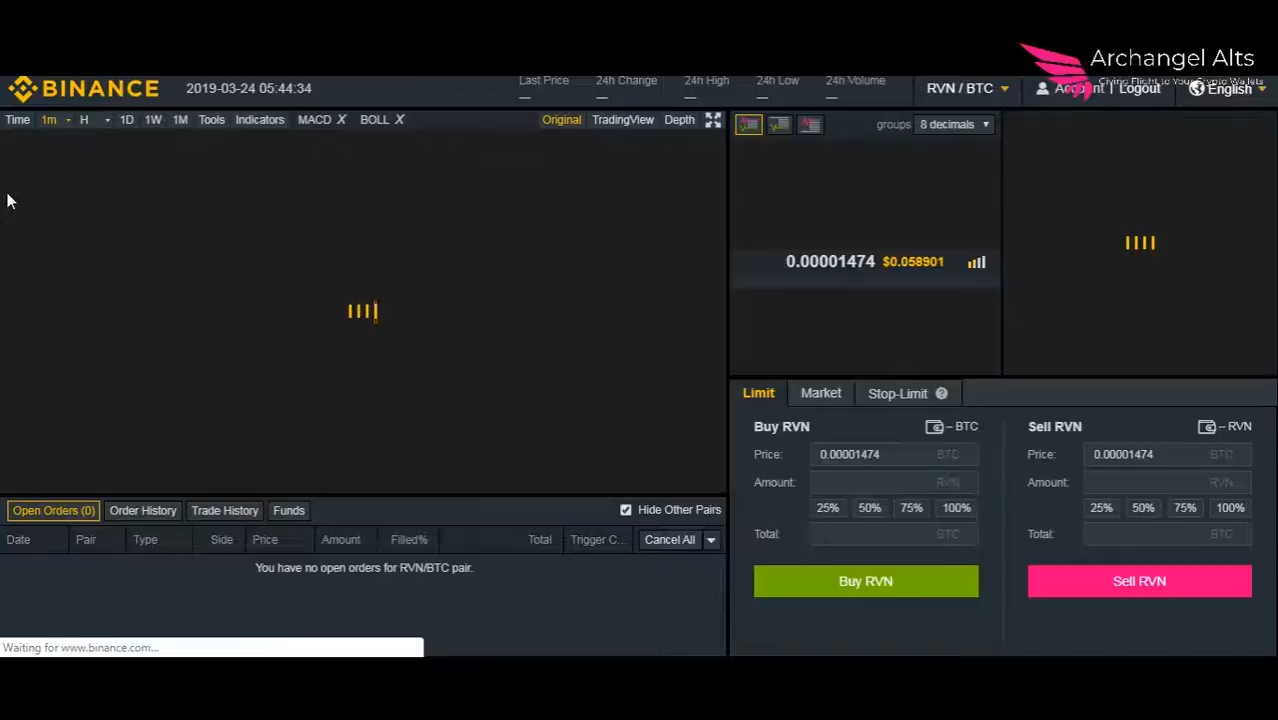 Archangel Alts
Giving Flight to Your Crypto Wallets
BINANCE 2019-03-24 05:44:34 Last Price 24h Change 24h High 24h Low 24h Volume RVN / BTC Account | Logout English
— — — — —
Time 1m H 1D 1W 1M Tools Indicators MACD X BOLL X Original TradingView Depth groups 8 decimals
0.00001474 $0.058901
Limit Market Stop-Limit ?
Buy RVN – BTC Sell RVN – RVN
Price: 0.00001474 BTC Price: 0.00001474 BTC
Amount: RVN Amount: RVN
25% 50% 75% 100% 25% 50% 75% 100%
Total: BTC Total: BTC
Buy RVN Sell RVN
Open Orders (0) Order History Trade History Funds Hide Other Pairs
Date Pair Type Side Price Amount Filled% Total Trigger C... Cancel All
You have no open orders for RVN/BTC pair.
Waiting for www.binance.com...